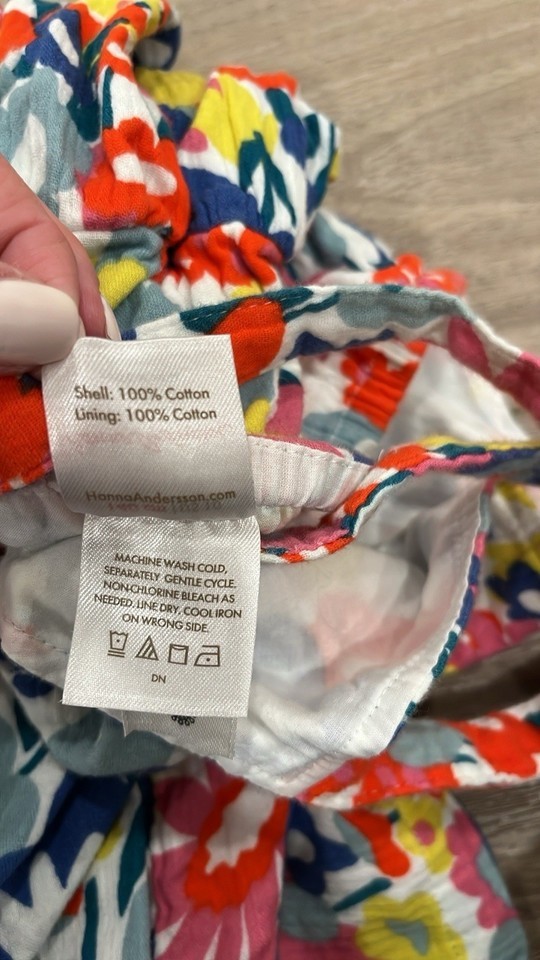 Shell: 100% Cotton
Lining: 100% Cotton
HannaAndersson.com
MACHINE WASH COLD,
SEPARATELY GENTLE CYCLE.
NON-CHLORINE BLEACH AS
NEEDED. LINE DRY, COOL IRON
ON WRONG SIDE.
DN